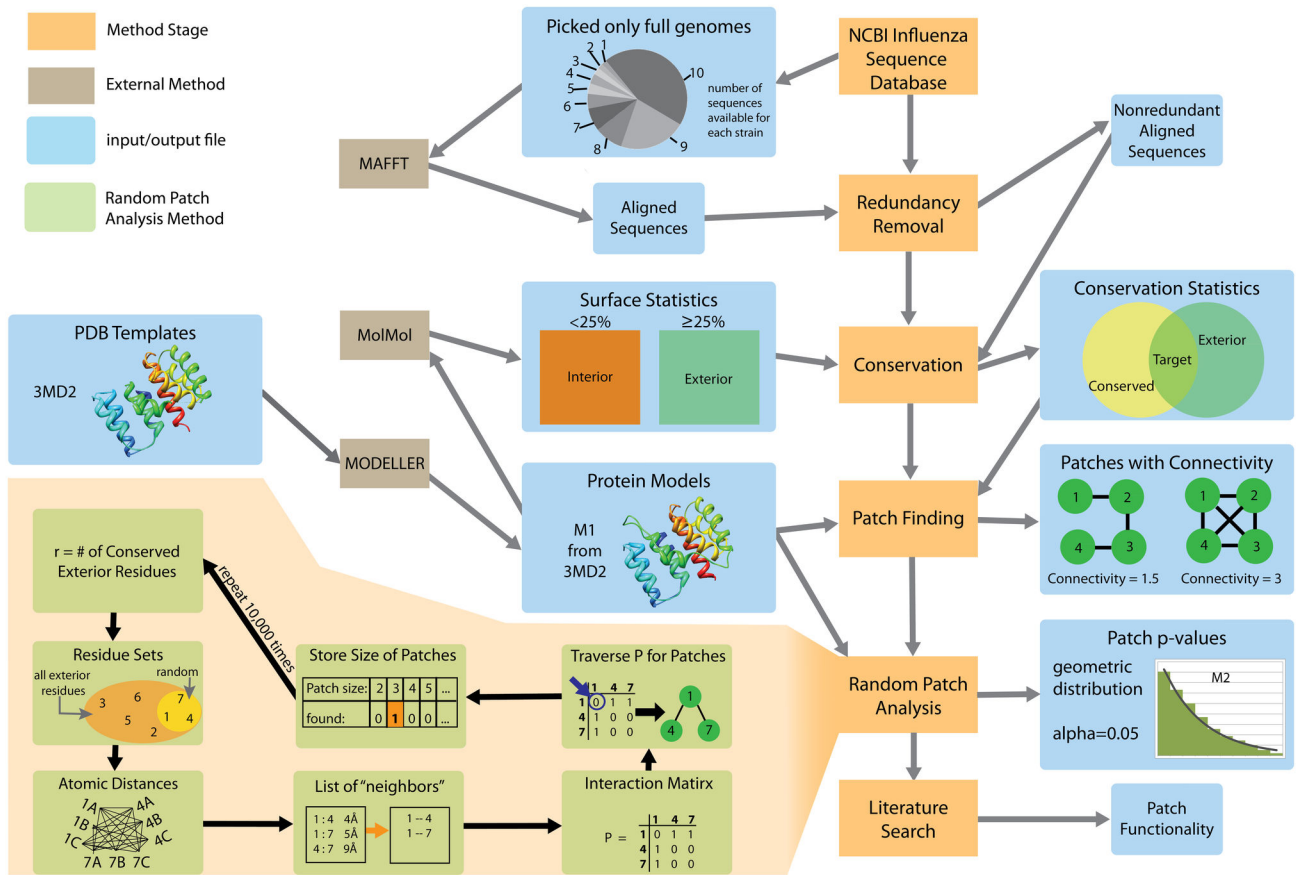 Method Stage
External Method
input/output file
Random Patch
Analysis Method
Picked only full genomes
1
2
3
4
5
6
7
8
9
10
number of
sequences
available for
each strain
NCBI Influenza
Sequence
Database
Nonredundant
Aligned
Sequences
MAFFT
Aligned
Sequences
Redundancy
Removal
PDB Templates
3MD2
MolMol
MODELLER
Surface Statistics
<25%
≥25%
Interior
Exterior
Conservation
Conservation Statistics
Exterior
Target
Conserved
Protein Models
M1
from
3MD2
Patch Finding
Patches with Connectivity
1 2
4 3
Connectivity = 1.5
1 2
4 3
Connectivity = 3
r = # of Conserved
Exterior Residues
repeat 10,000 times
Residue Sets
all exterior
residues
random
3 6 7
5 1 4
2
Atomic Distances
1A 4A
1B 4B
1C 4C
7A 7B 7C
Store Size of Patches
Patch size: 2 3 4 5 ...
found: 0 1 0 0 ...
List of "neighbors"
1 : 4 4Å
1 : 7 5Å
4 : 7 9Å
1 -- 4
1 -- 7
Traverse P for Patches
1 4 7
1 0 1 1
4 1 0 0
7 1 0 0
1
4 7
Interaction Matirx
P =
1 4 7
1 0 1 1
4 1 0 0
7 1 0 0
Random Patch
Analysis
Patch p-values
geometric
distribution
alpha=0.05
M2
Literature
Search
Patch
Functionality